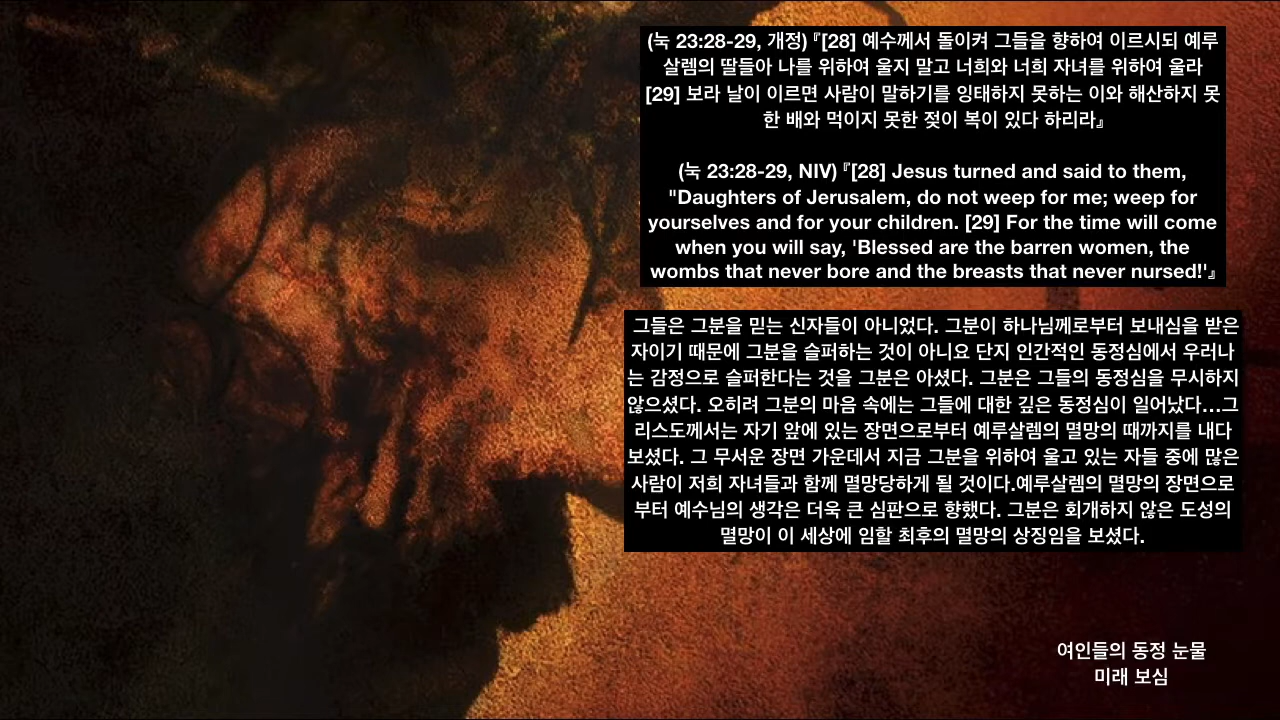 (눅 23:28-29, 개정)『[28] 예수께서 돌이켜 그들을 향하여 이르시되 예루
살렘의 딸들아 나를 위하여 울지 말고 너희와 너희 자녀를 위하여 울라
[29] 보라 날이 이르면 사람이 말하기를 잉태하지 못하는 이와 해산하지 못
한 배와 먹이지 못한 젖이 복이 있다 하리라』
(눅 23:28-29, NIV)『[28] Jesus turned and said to them,
"Daughters of Jerusalem, do not weep for me; weep for
yourselves and for your children. [29] For the time will come
when you will say, 'Blessed are the barren women, the
wombs that never bore and the breasts that never nursed!'』
그들은 그분을 믿는 신자들이 아니었다. 그분이 하나님께로부터 보내심을 받은
자이기 때문에 그분을 슬퍼하는 것이 아니요 단지 인간적인 동정심에서 우러나
는 감정으로 슬퍼한다는 것을 그분은 아셨다. 그분은 그들의 동정심을 무시하지
않으셨다. 오히려 그분의 마음 속에는 그들에 대한 깊은 동정심이 일어났다…그
리스도께서는 자기 앞에 있는 장면으로부터 예루살렘의 멸망의 때까지를 내다
보셨다. 그 무서운 장면 가운데서 지금 그분을 위하여 울고 있는 자들 중에 많은
사람이 저희 자녀들과 함께 멸망당하게 될 것이다.예루살렘의 멸망의 장면으로
부터 예수님의 생각은 더욱 큰 심판으로 향했다. 그분은 회개하지 않은 도성의
멸망이 이 세상에 임할 최후의 멸망의 상징임을 보셨다.
여인들의 동정 눈물
미래 보심